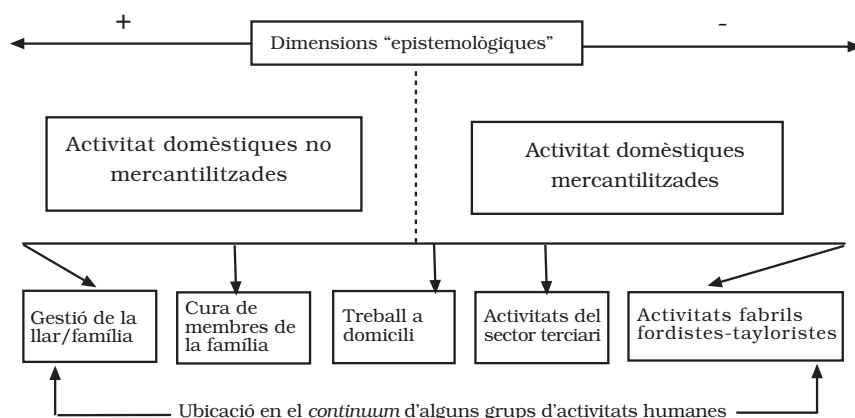 +
-
Dimensions “epistemològiques”
Activitat domèstiques no
mercantilitzades
Activitat domèstiques
mercantilitzades
Gestió de la
llar/família
Cura de
membres de
la família
Treball a
domicili
Activitats del
sector terciari
Activitats fabrils
fordistes-tayloristes
Ubicació en el continuum d’alguns grups d’activitats humanes